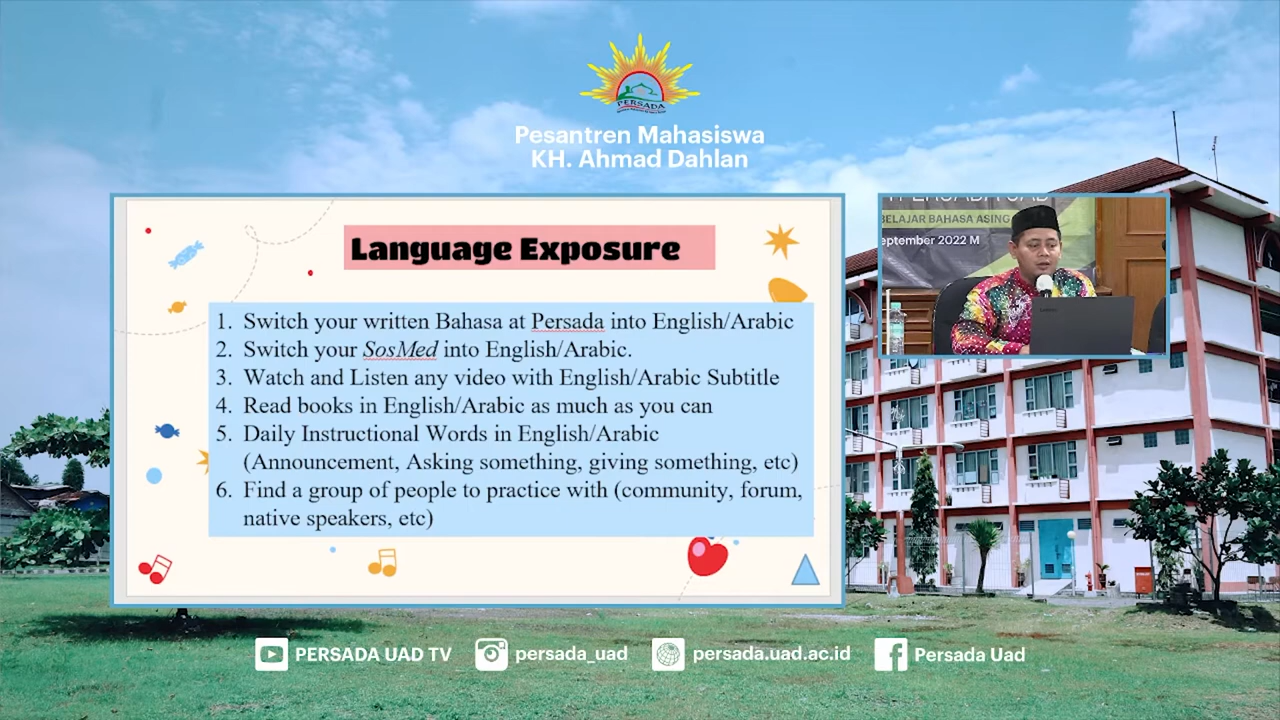 PERSADA
Pesantren Mahasiswa
KH. Ahmad Dahlan
Language Exposure
1. Switch your written Bahasa at Persada into English/Arabic
2. Switch your SosMed into English/Arabic.
3. Watch and Listen any video with English/Arabic Subtitle
4. Read books in English/Arabic as much as you can
5. Daily Instructional Words in English/Arabic
(Announcement, Asking something, giving something, etc)
6. Find a group of people to practice with (community, forum,
native speakers, etc)
BELAJAR BAHASA ASING
eptember 2022 M
Lenovo
PERSADA UAD TV
persada_uad
persada.uad.ac.id
Persada Uad